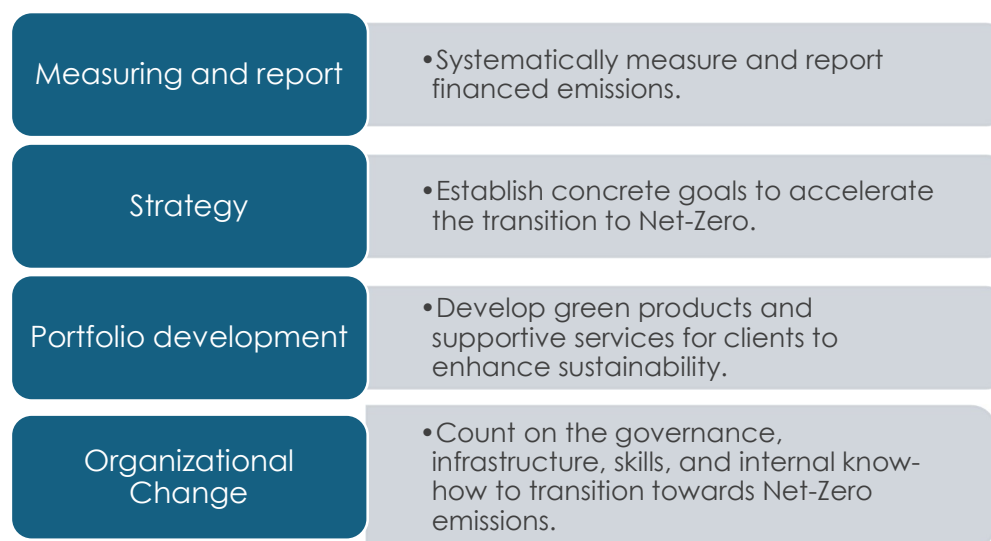 Measuring and report
•Systematically measure and report
financed emissions.
Strategy
•Establish concrete goals to accelerate
the transition to Net-Zero.
Portfolio development
•Develop green products and
supportive services for clients to
enhance sustainability.
Organizational
Change
•Count on the governance,
infrastructure, skills, and internal know-
how to transition towards Net-Zero
emissions.